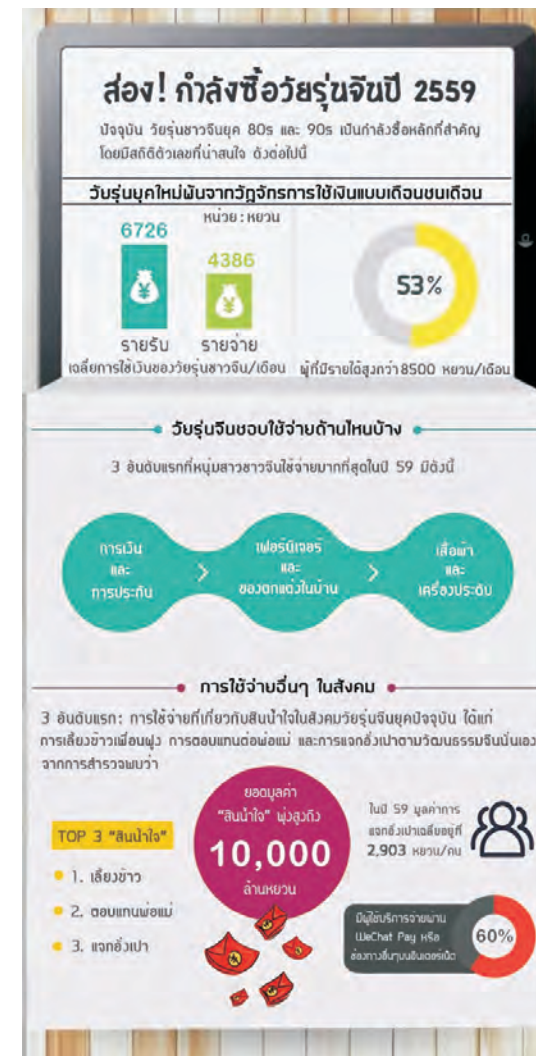 ส่อง! กำลังซื้อวัยรุ่นจีนปี 2559
ปัจจุบัน วัยรุ่นชาวจีนยุค 80s และ 90s เป็นกำลังซื้อหลักที่สำคัญ
โดยมีสถิติตัวเลขที่น่าสนใจ ดังต่อไปนี้
วัยรุ่นยุคใหม่ผันจากวัฏจักรการใช้เงินแบบเดือนชนเดือน
หน่วย : หยวน
6726
4386
¥
¥
รายรับ
รายจ่าย
เฉลี่ยการใช้เงินของวัยรุ่นชาวจีน/เดือน
53%
ผู้ที่มีรายได้สูงกว่า 8500 หยวน/เดือน
วัยรุ่นจีนชอบใช้จ่ายด้านไหนบ้าง
3 อันดับแรกที่หนุ่มสาวชาวจีนใช้จ่ายมากที่สุดในปี 59 มีดังนี้
การเงิน
และ
การประกัน
>
เฟอร์นิเจอร์
และ
ของตกแต่งในบ้าน
>
เสื้อผ้า
และ
เครื่องประดับ
การใช้จ่ายอื่นๆ ในสังคม
3 อันดับแรก: การใช้จ่ายที่เกี่ยวกับสินน้ำใจในสังคมวัยรุ่นจีนยุคปัจจุบัน ได้แก่
การเลี้ยงข้าวเพื่อนฝูง การตอบแทนต่อพ่อแม่ และการแจกอั่งเปาตามวัฒนธรรมจีนนั่นเอง
จากการสำรวจพบว่า
TOP 3 "สินน้ำใจ"
1. เลี้ยงข้าว
2. ตอบแทนพ่อแม่
3. แจกอั่งเปา
ยอดมูลค่า
"สินน้ำใจ" พุ่งสูงถึง
10,000
ล้านหยวน
ในปี 59 มูลค่าการ
แจกอั่งเปาเฉลี่ยอยู่ที่
2,903 หยวน/คน
มีผู้ใช้บริการจ่ายผ่าน
WeChat Pay หรือ
ช่องทางอื่นๆบนอินเตอร์เน็ต
60%